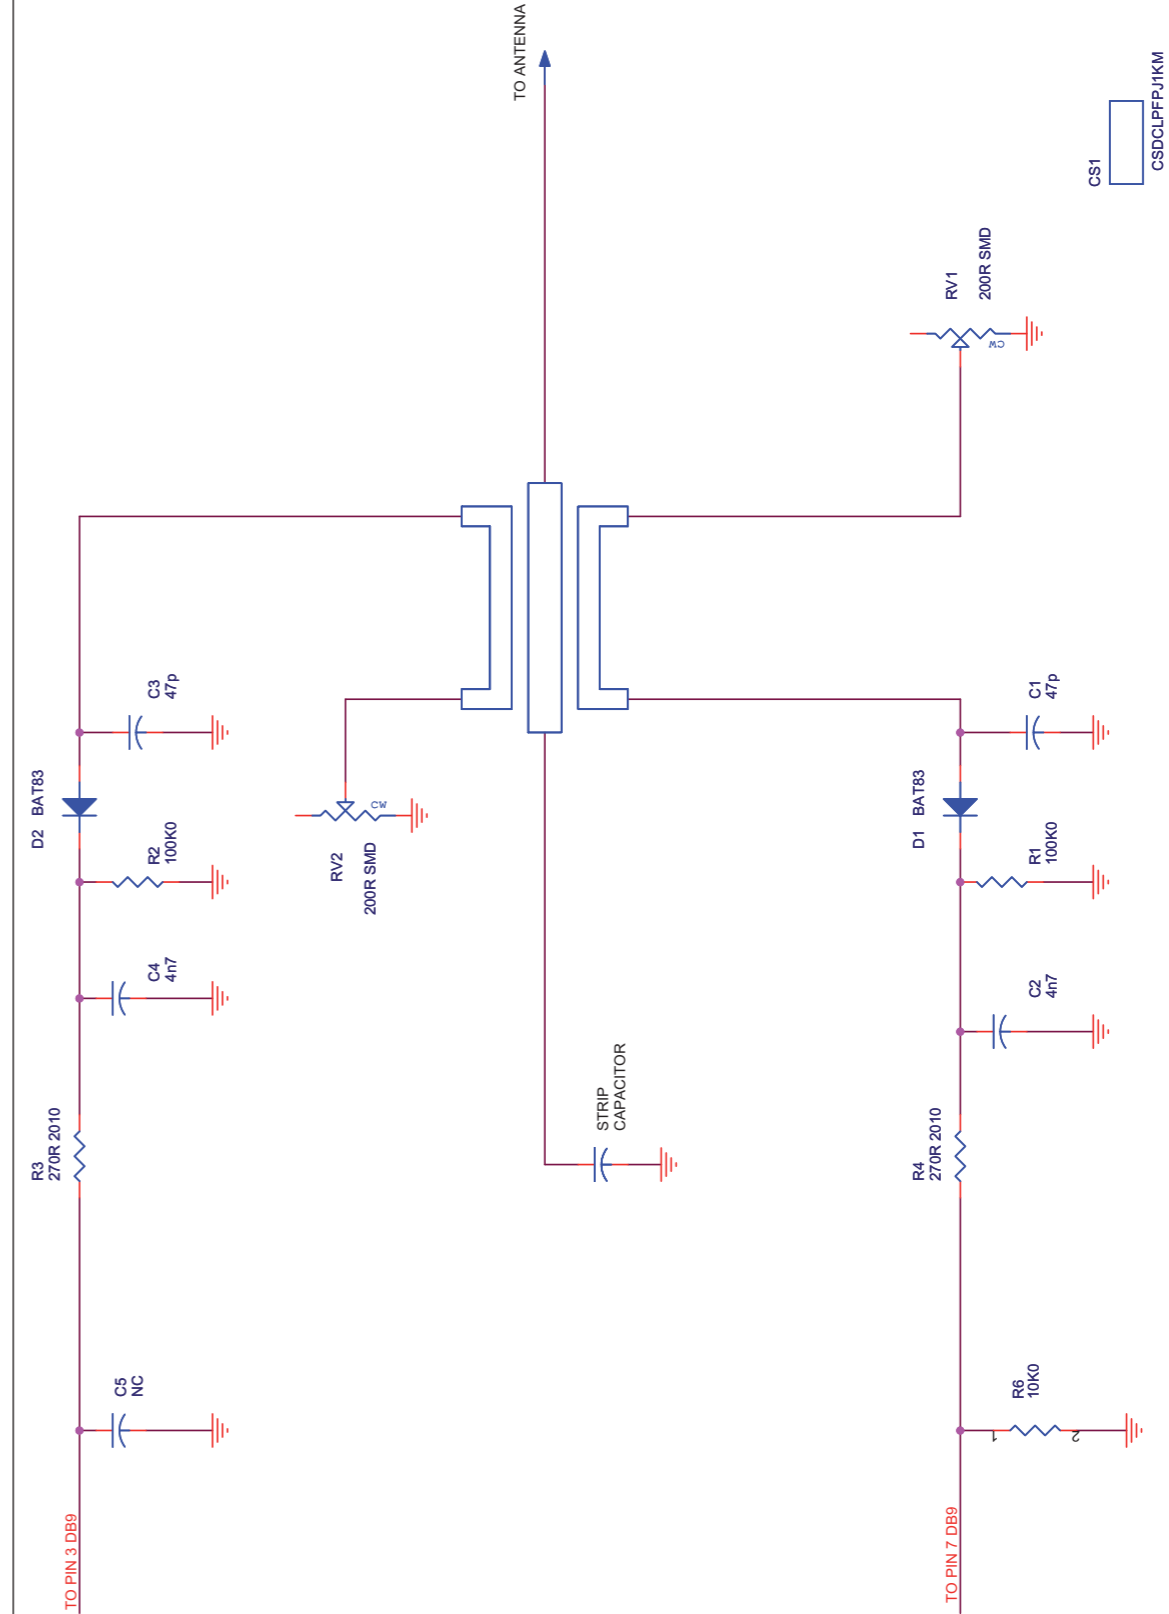 TO ANTENNA
CS1
CSDCLPFPJ1KM
RV1
200R SMD
CW
C3
47p
C1
47p
D2 BAT83
R2
100K0
RV2
200R SMD
CW
D1 BAT83
R1
100K0
C4
4n7
C2
4n7
STRIP
CAPACITOR
R3
270R 2010
R4
270R 2010
C5
NC
R6
10K0
1
2
TO PIN 3 DB9
TO PIN 7 DB9